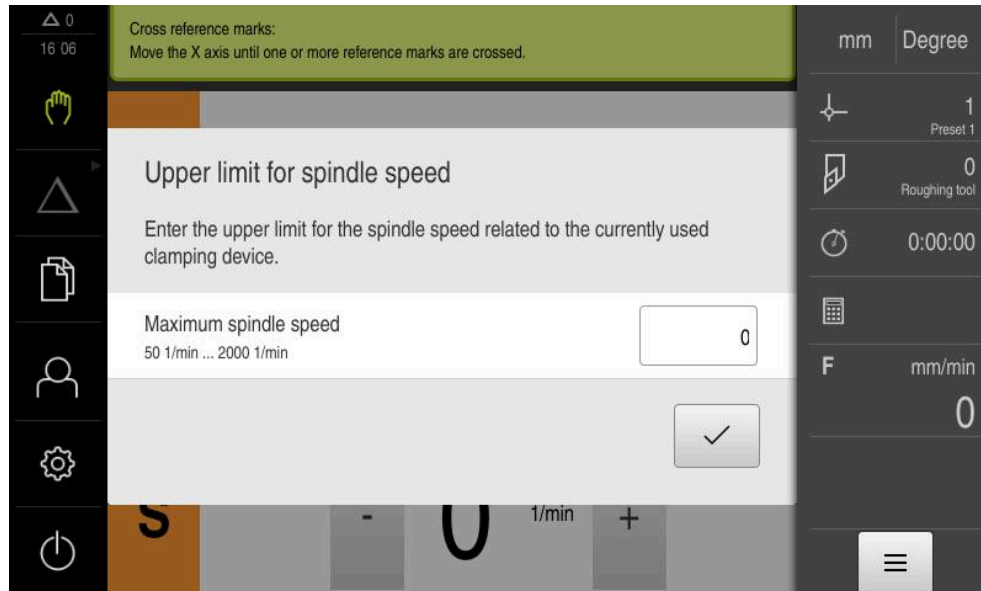 0
16 06
Cross reference marks:
Move the X axis until one or more reference marks are crossed.
Upper limit for spindle speed
Enter the upper limit for the spindle speed related to the currently used
clamping device.
Maximum spindle speed
50 1/min ... 2000 1/min
0
S
-
0
1/min
+
mm
Degree
1
Preset 1
0
Roughing tool
0:00:00
F
mm/min
0